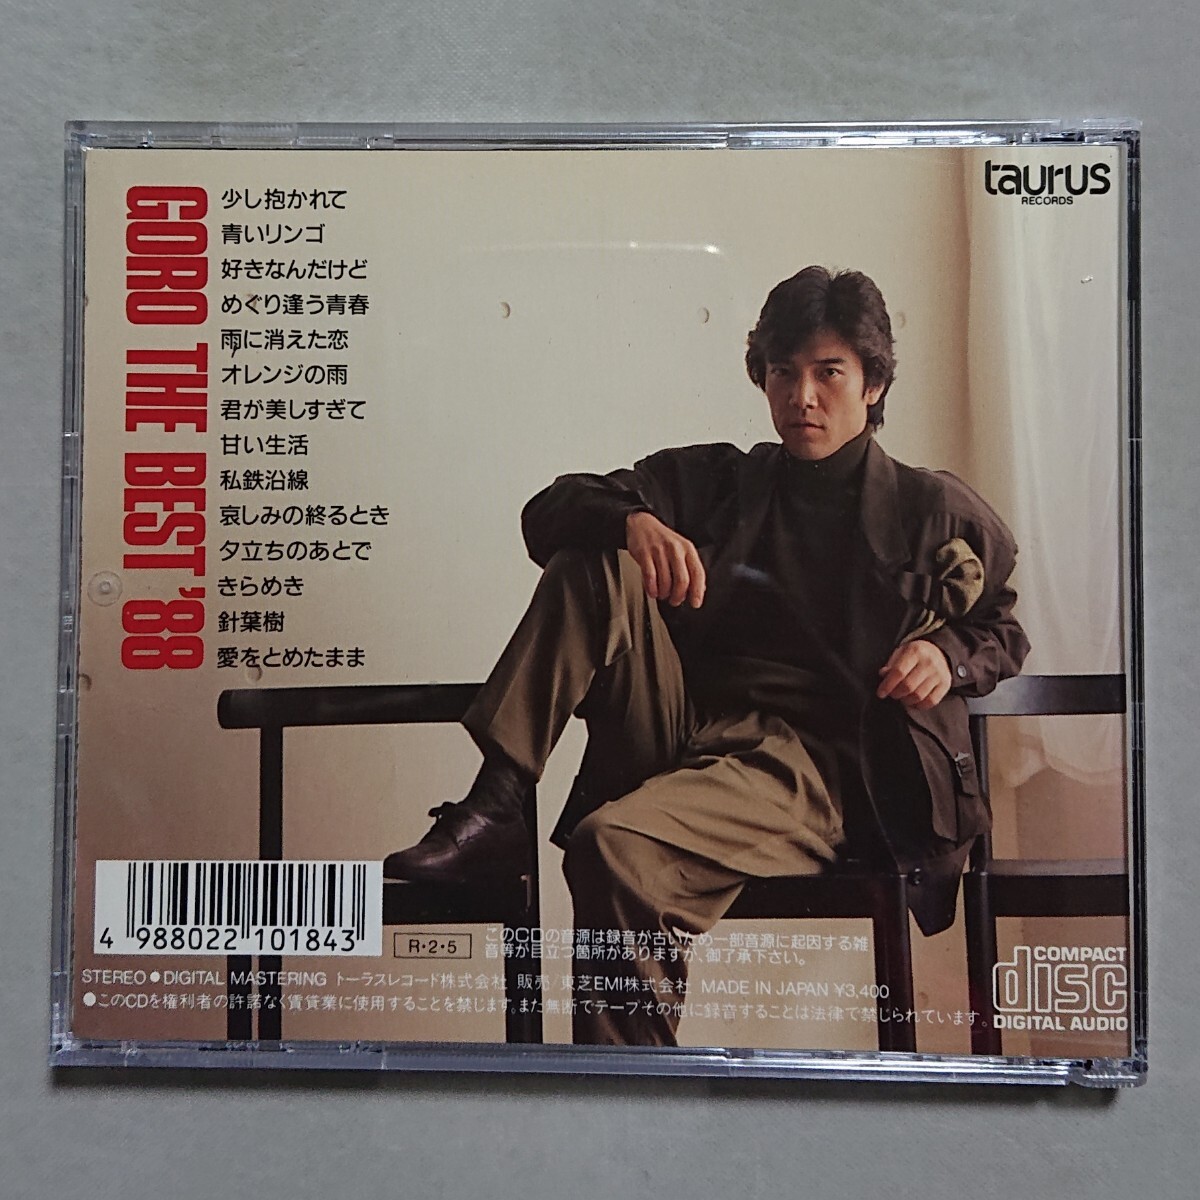 taurus
RECORDS
GORO THE BEST '88
少し抱かれて
青いリンゴ
好きなんだけど
めぐり逢う青春
雨に消えた恋
オレンジの雨
君が美しすぎて
甘い生活
私鉄沿線
哀しみの終るとき
夕立ちのあとで
きらめき
針葉樹
愛をとめたまま
4 988022 101843
R・2・5
このCDの音源は録音が古いため一部音源に起因する雑
音等が目立つ箇所がありますが、御了承下さい。
STEREO ● DIGITAL MASTERING トーラスレコード株式会社 販売/東芝EMI株式会社 MADE IN JAPAN ¥3,400
●このCDを権利者の許諾なく賃貸業に使用することを禁じます。また無断でテープその他に録音することは法律で禁じられています。
COMPACT
disc
DIGITAL AUDIO